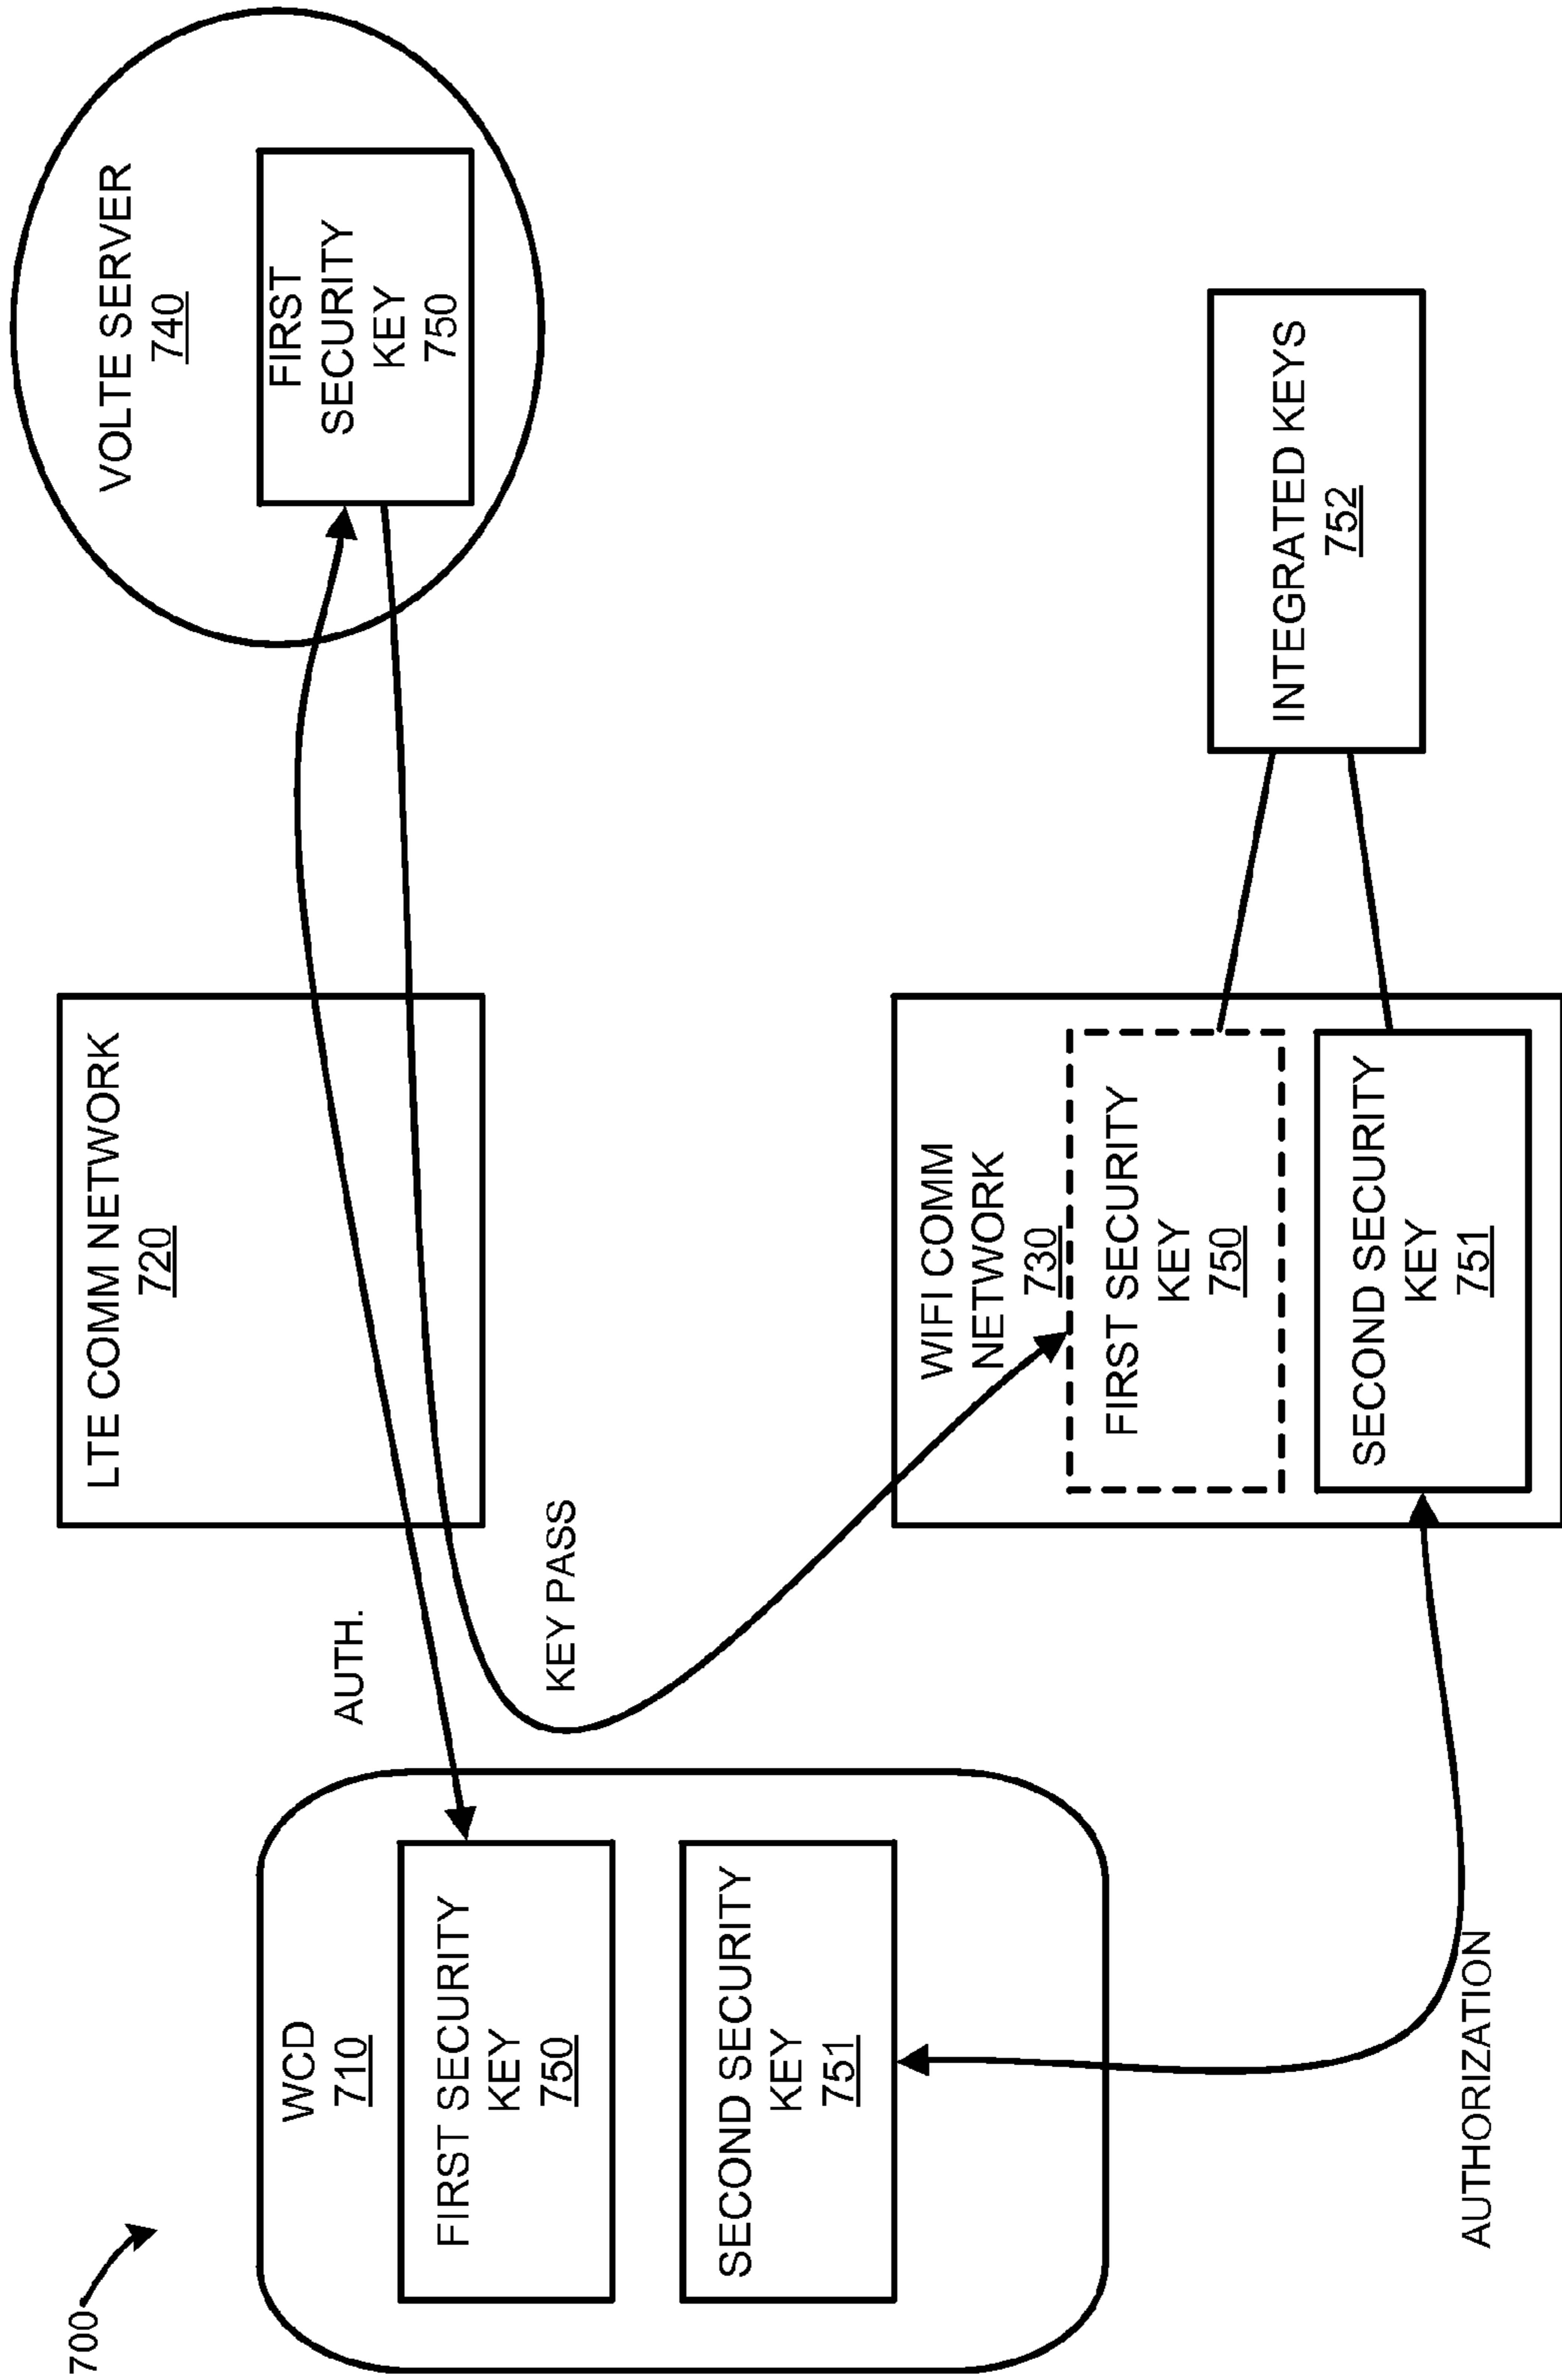 700
WCD
710
FIRST SECURITY
KEY
750
SECOND SECURITY
KEY
751
AUTH.
KEY PASS
AUTHORIZATION
LTE COMM NETWORK
720
WIFI COMM
NETWORK
730
FIRST SECURITY
KEY
750
SECOND SECURITY
KEY
751
VOLTE SERVER
740
FIRST
SECURITY
KEY
750
INTEGRATED KEYS
752